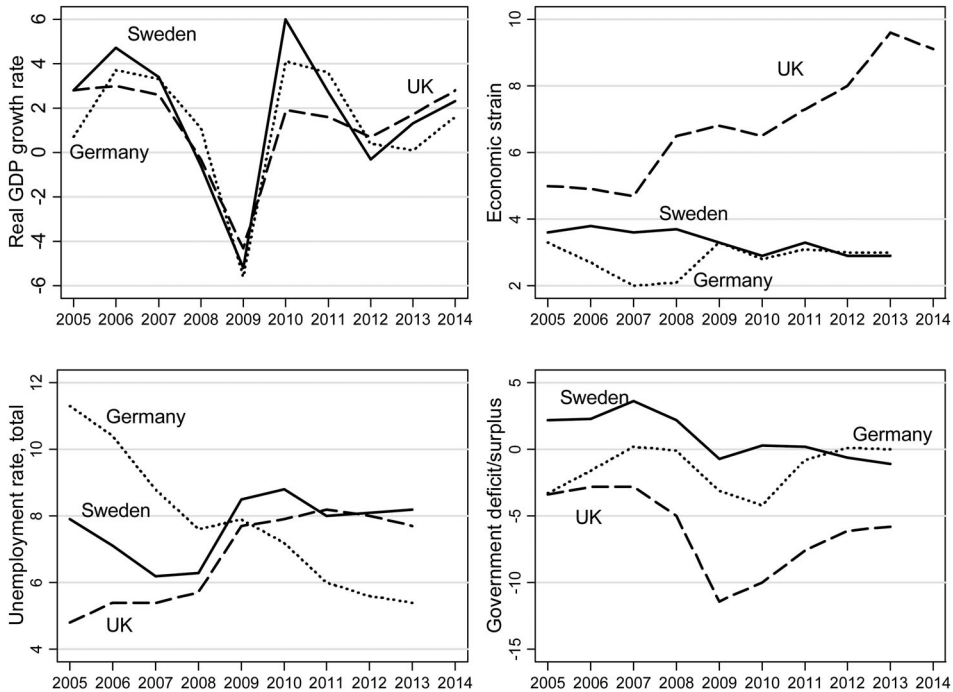 Real GDP growth rate
6
4
2
0
-2
-4
-6
Sweden
UK
Germany
2005 2006 2007 2008 2009 2010 2011 2012 2013 2014
Economic strain
10
8
6
4
2
UK
Sweden
Germany
2005 2006 2007 2008 2009 2010 2011 2012 2013 2014
Unemployment rate, total
12
10
8
6
4
Germany
Sweden
UK
2005 2006 2007 2008 2009 2010 2011 2012 2013 2014
Government deficit/surplus
5
0
-5
-10
-15
Sweden
Germany
UK
2005 2006 2007 2008 2009 2010 2011 2012 2013 2014